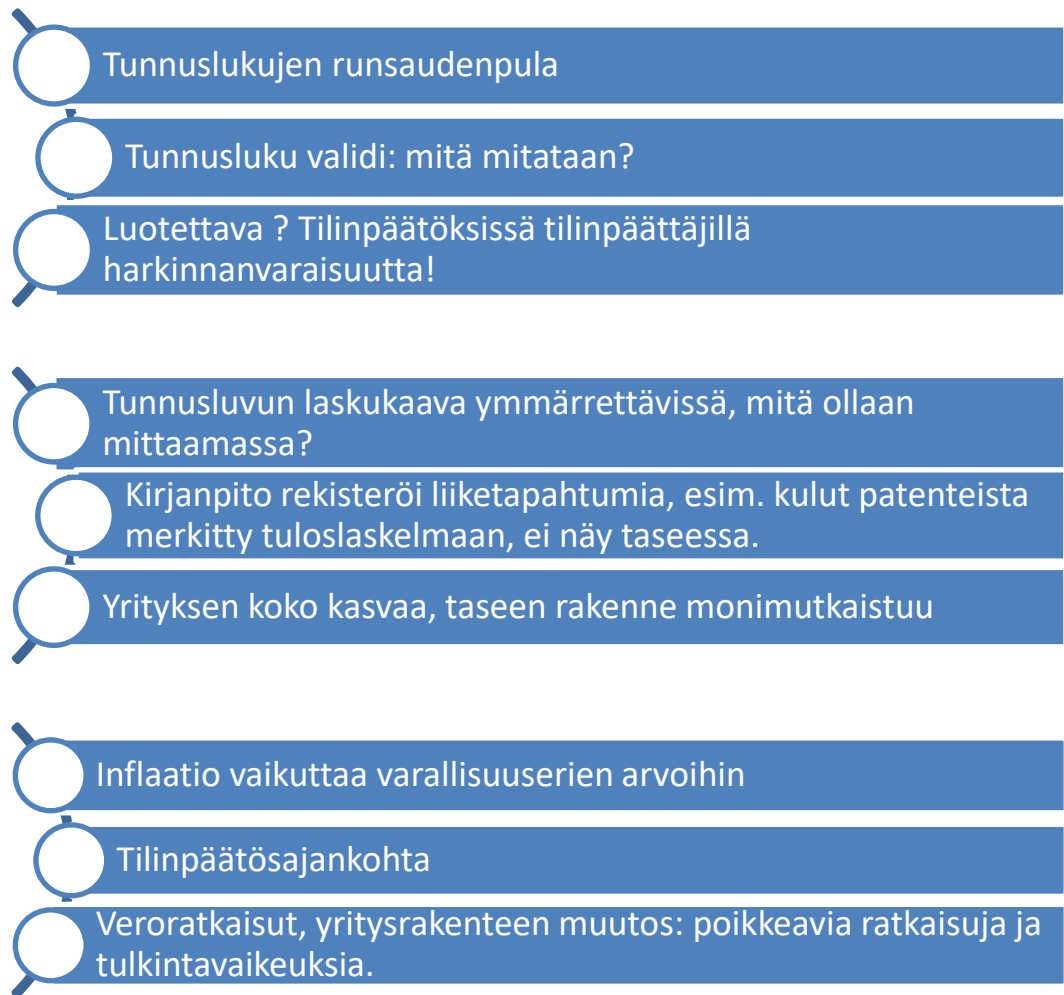 Tunnuslukujen runsaudenpula
Tunnusluku validi: mitä mitataan?
Luotettava ? Tilinpäätöksissä tilinpäättäjillä
harkinnanvaraisuutta!
Tunnusluvun laskukaava ymmärrettävissä, mitä ollaan
mittaamassa?
Kirjanpito rekisteröi liiketapahtumia, esim. kulut patenteista
merkitty tuloslaskelmaan, ei näy taseessa.
Yrityksen koko kasvaa, taseen rakenne monimutkaistuu
Inflaatio vaikuttaa varallisuuserien arvoihin
Tilinpäätösajankohta
Veroratkaisut, yritysrakenteen muutos: poikkeavia ratkaisuja ja
tulkintavaikeuksia.